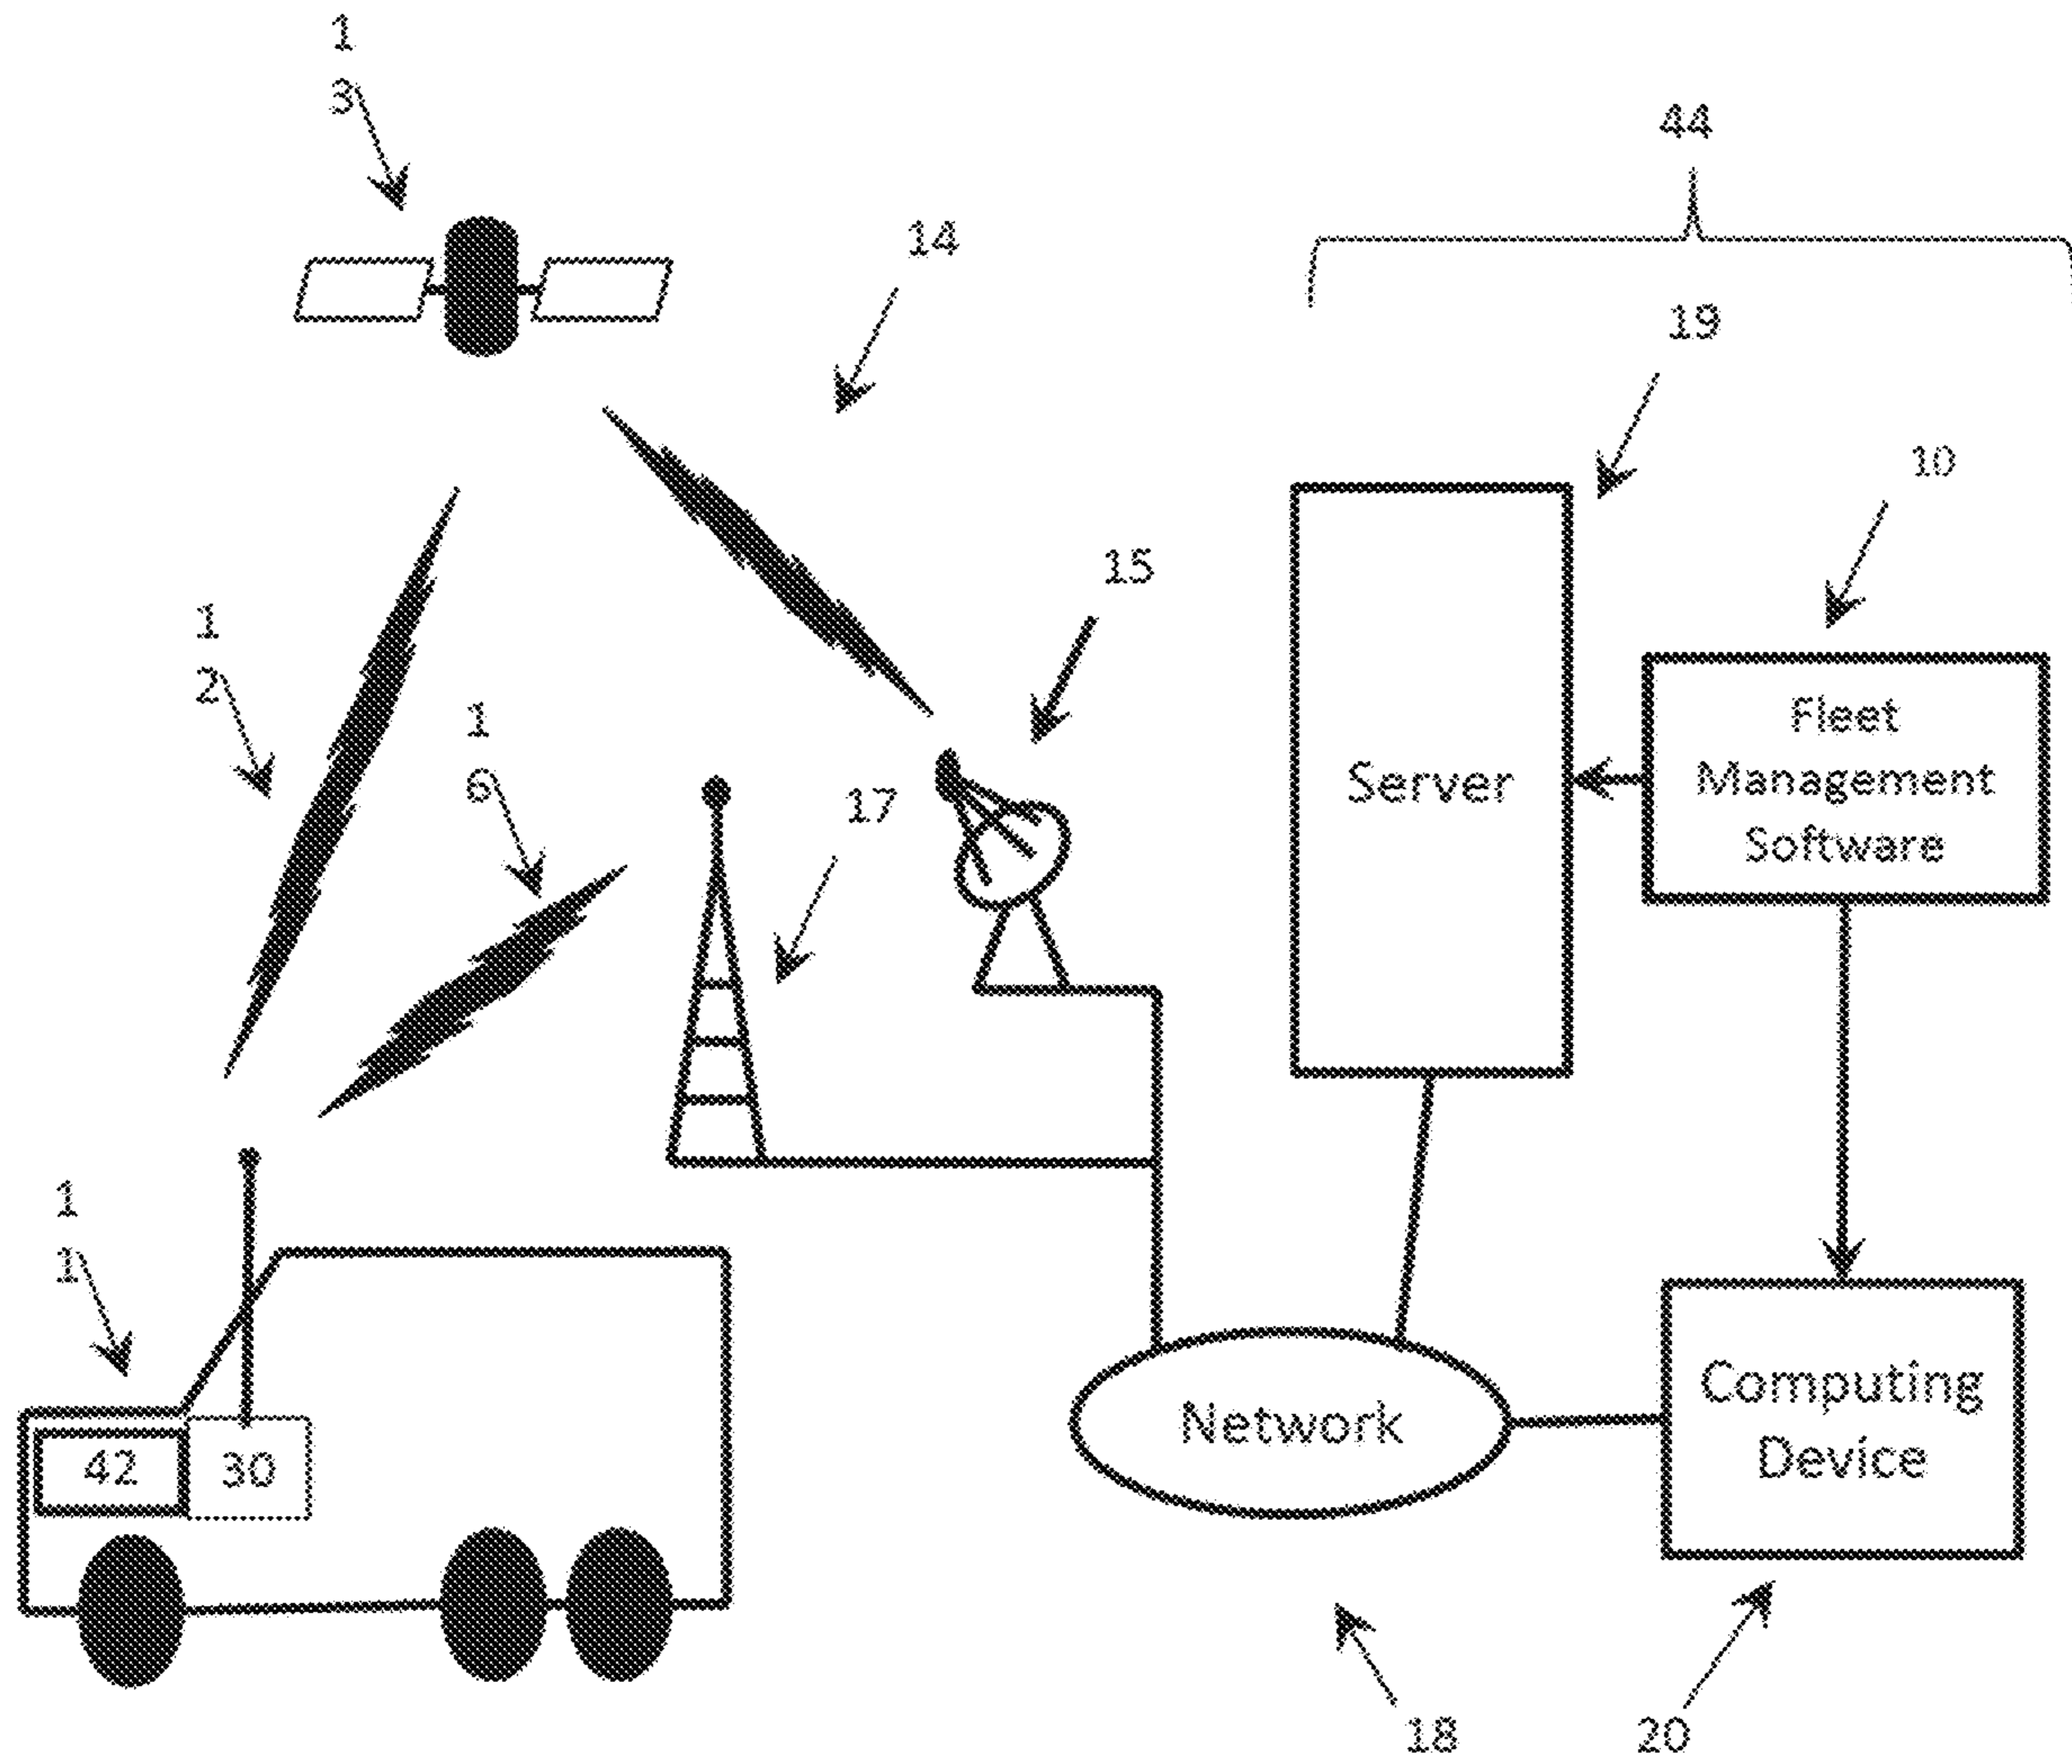 1
3
44
14
19
10
15
1
2
1
6
17
Fleet
Management
Software
Server
1
1
Computing
Device
Network
42
30
18
20